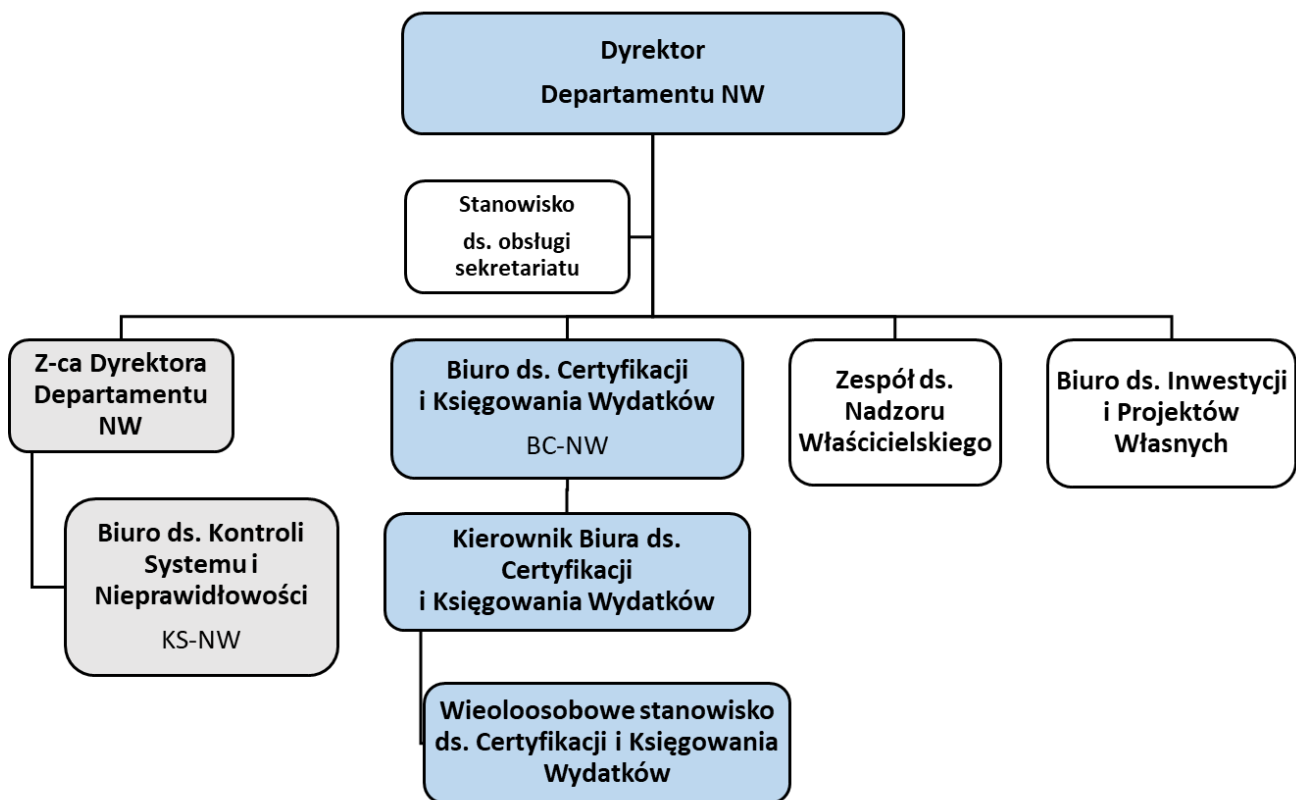 Dyrektor
Departamentu NW
Stanowisko
ds. obsługi
sekretariatu
Z-ca Dyrektora
Departamentu
NW
Biuro ds. Certyfikacji
i Księgowania Wydatków
BC-NW
Zespół ds.
Nadzoru
Właścicielskiego
Biuro ds. Inwestycji
i Projektów
Własnych
Biuro ds. Kontroli
Systemu i
Nieprawidłowości
KS-NW
Kierownik Biura ds.
Certyfikacji
i Księgowania Wydatków
Wieoloosobowe stanowisko
ds. Certyfikacji i Księgowania
Wydatków